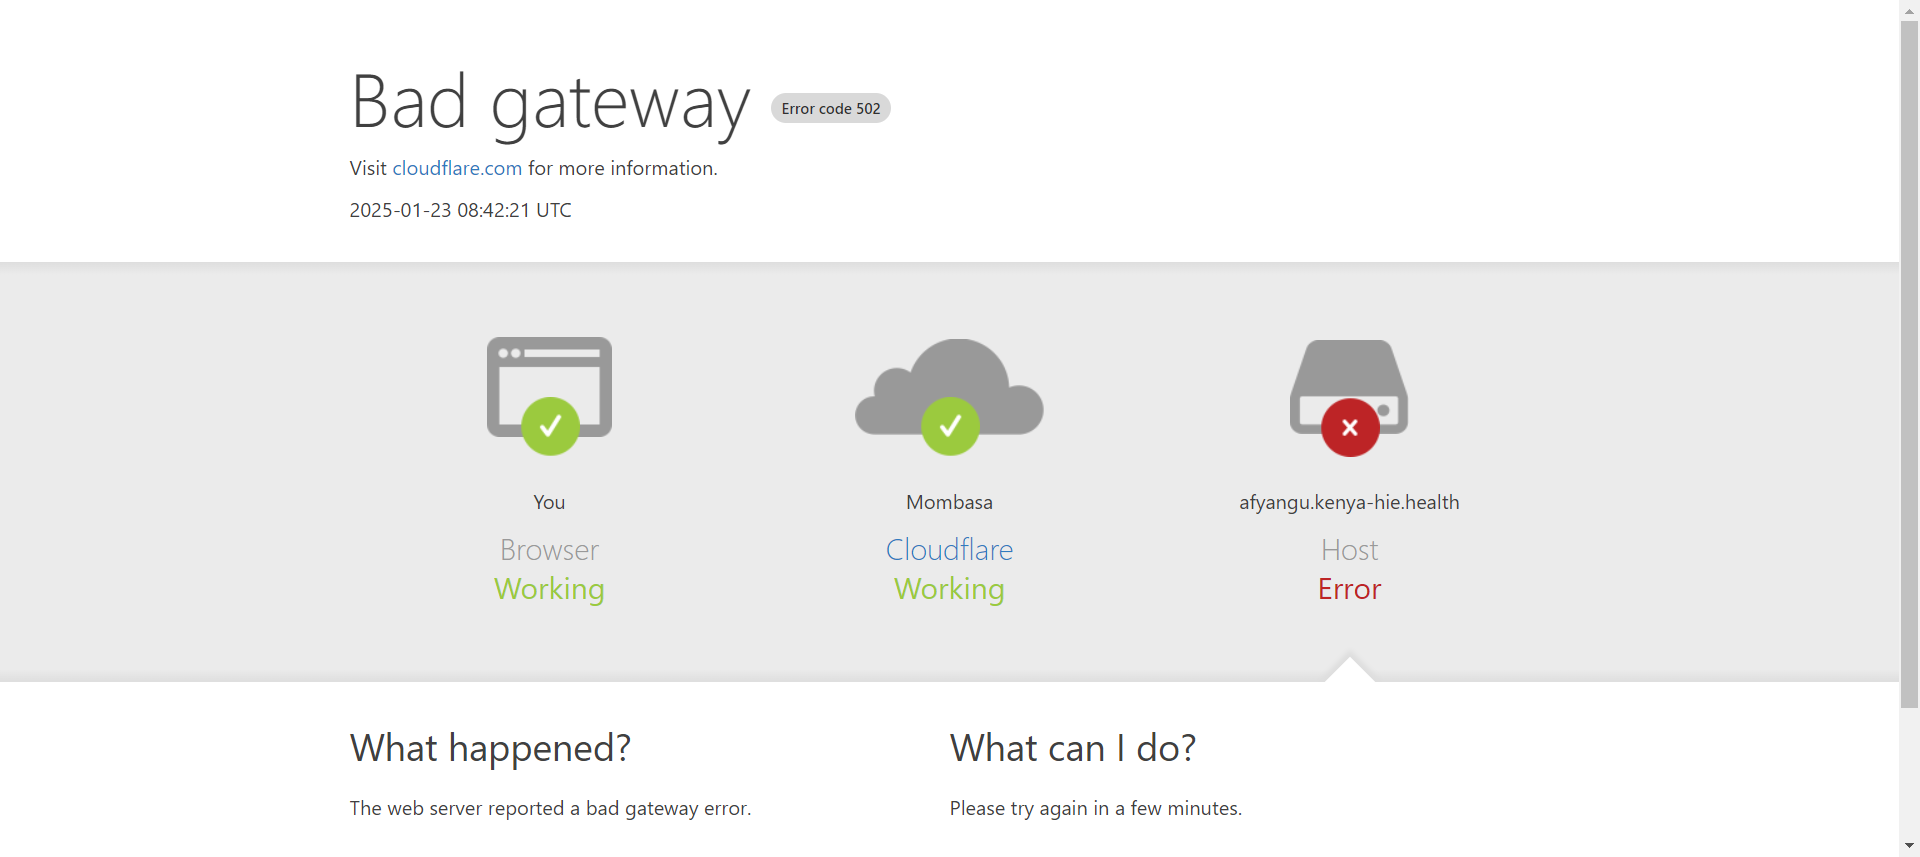 Bad gateway Error code 502
Visit cloudflare.com for more information.
2025-01-23 08:42:21 UTC
You
Browser
Working
Mombasa
Cloudflare
Working
afyangu.kenya-hie.health
Host
Error
What happened?
The web server reported a bad gateway error.
What can I do?
Please try again in a few minutes.